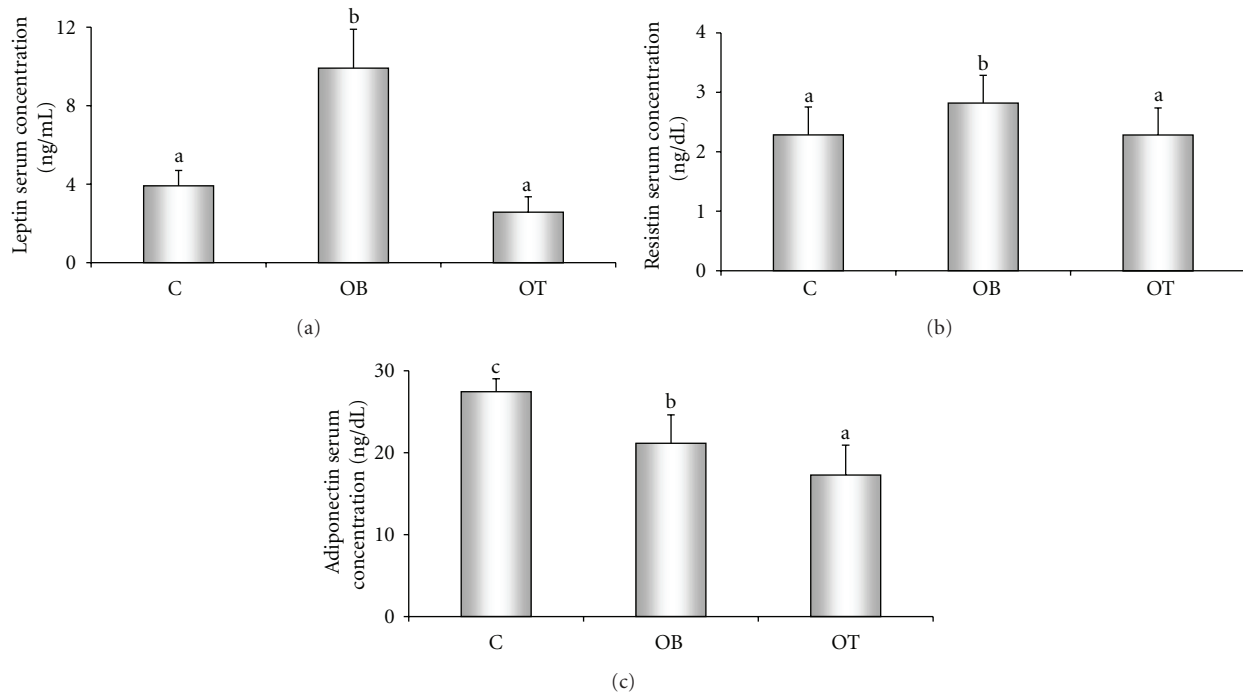 Leptin serum concentration
(ng/mL)
12
8
4
0
a
b
a
C
OB
OT
(a)
Resistin serum concentration
(ng/dL)
4
3
2
1
0
a
b
a
C
OB
OT
(b)
Adiponectin serum
concentration (ng/dL)
30
20
10
0
c
b
a
C
OB
OT
(c)